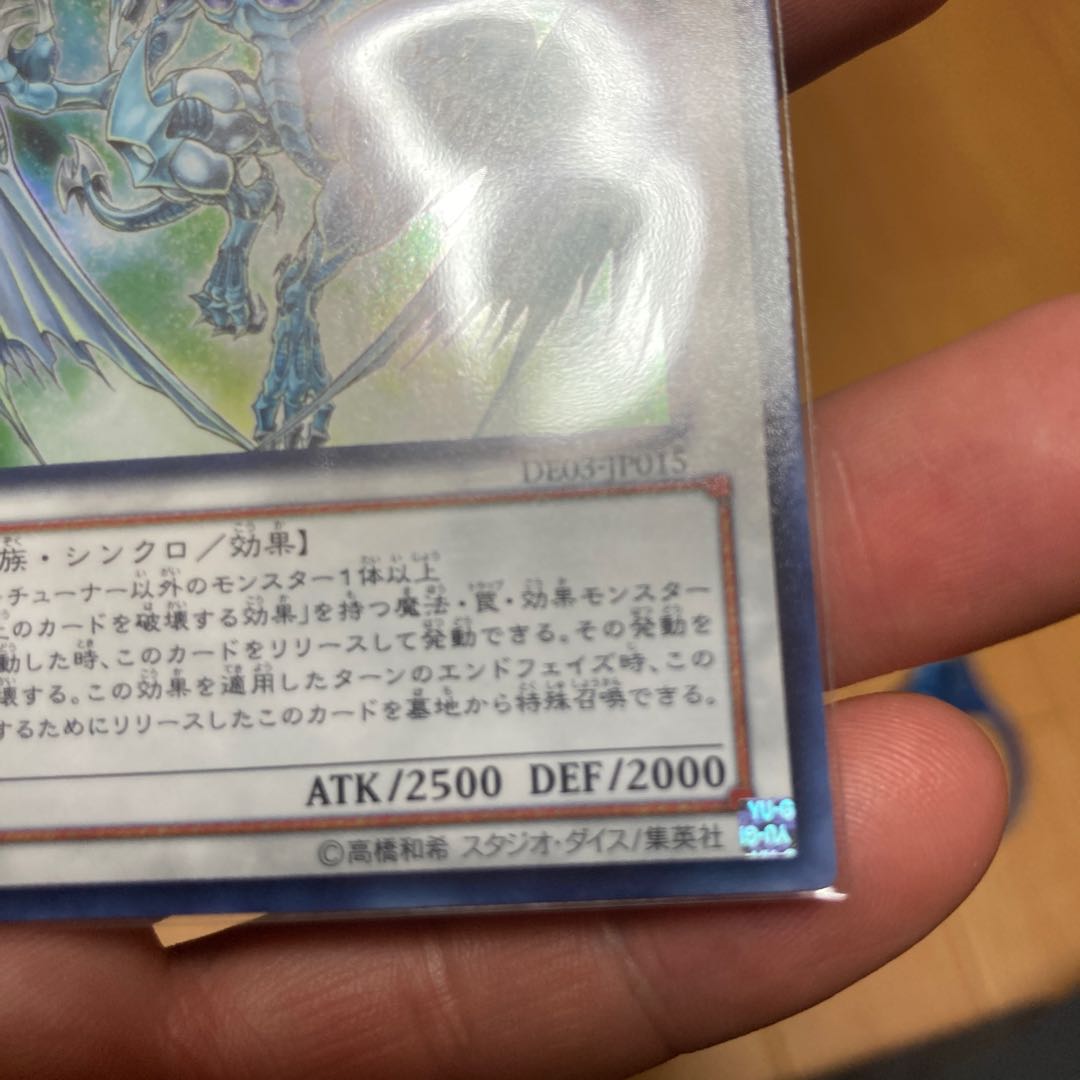 DE03-JP015
族・シンクロ／効果】
チューナー以外のモンスター1体以上
のカードを破壊する効果」を持つ魔法・罠・効果モンスター
動した時、このカードをリリースして発動できる。その発動を
壊する。この効果を適用したターンのエンドフェイズ時、この
するためにリリースしたこのカードを墓地から特殊召喚できる。
ATK/2500 DEF/2000
©高橋和希 スタジオ・ダイス/集英社
YU-G